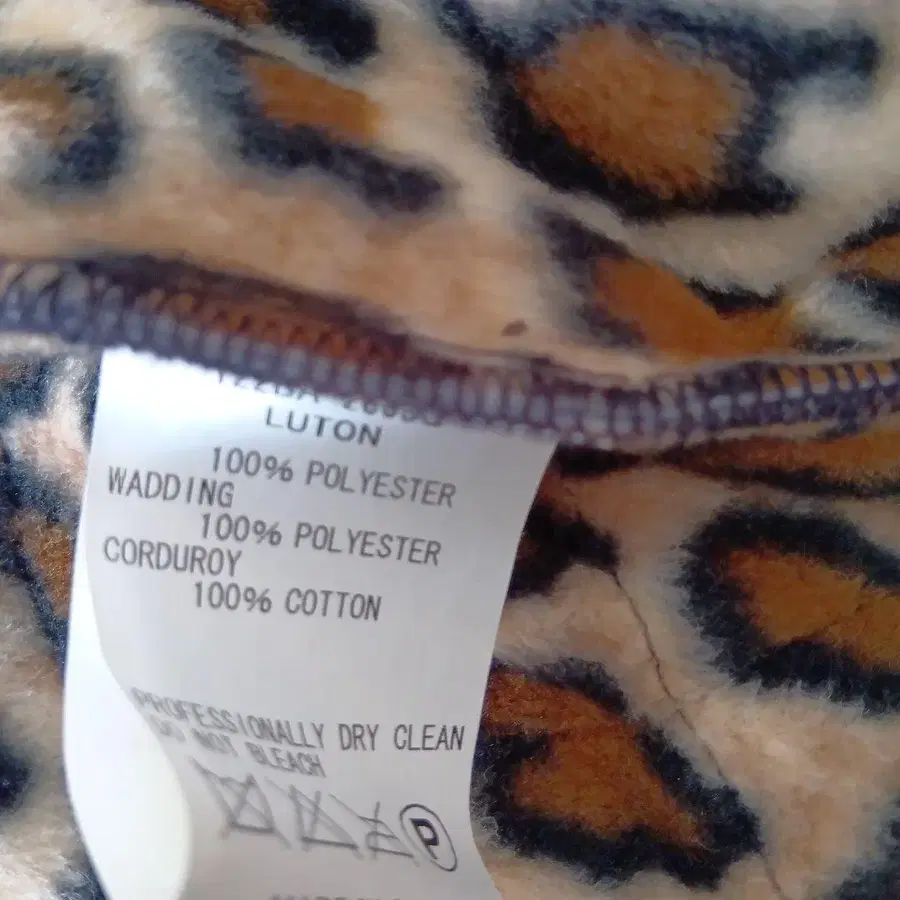 LUTON
100% POLYESTER
WADDING
100% POLYESTER
CORDUROY
100% COTTON
PROFESSIONALLY DRY CLEAN
DO NOT BLEACH
P